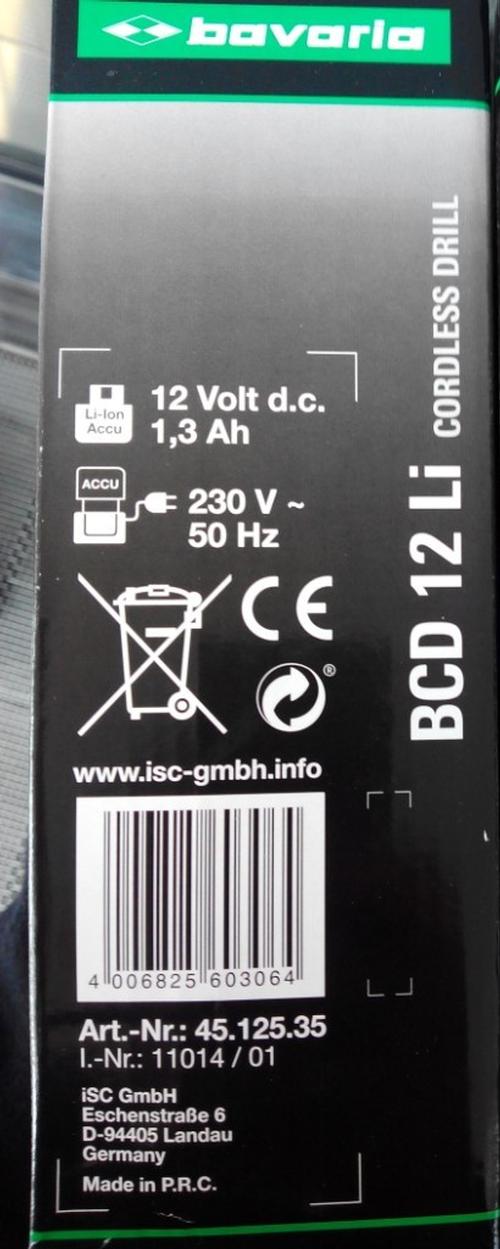 bavaria
CORDLESS DRILL
BCD 12 Li
Li-Ion
Accu
12 Volt d.c.
1,3 Ah
ACCU
230 V ~
50 Hz
CE
®
www.isc-gmbh.info
4 006825 603064
Art.-Nr.: 45.125.35
I.-Nr.: 11014 / 01
iSC GmbH
Eschenstraße 6
D-94405 Landau
Germany
Made in P.R.C.